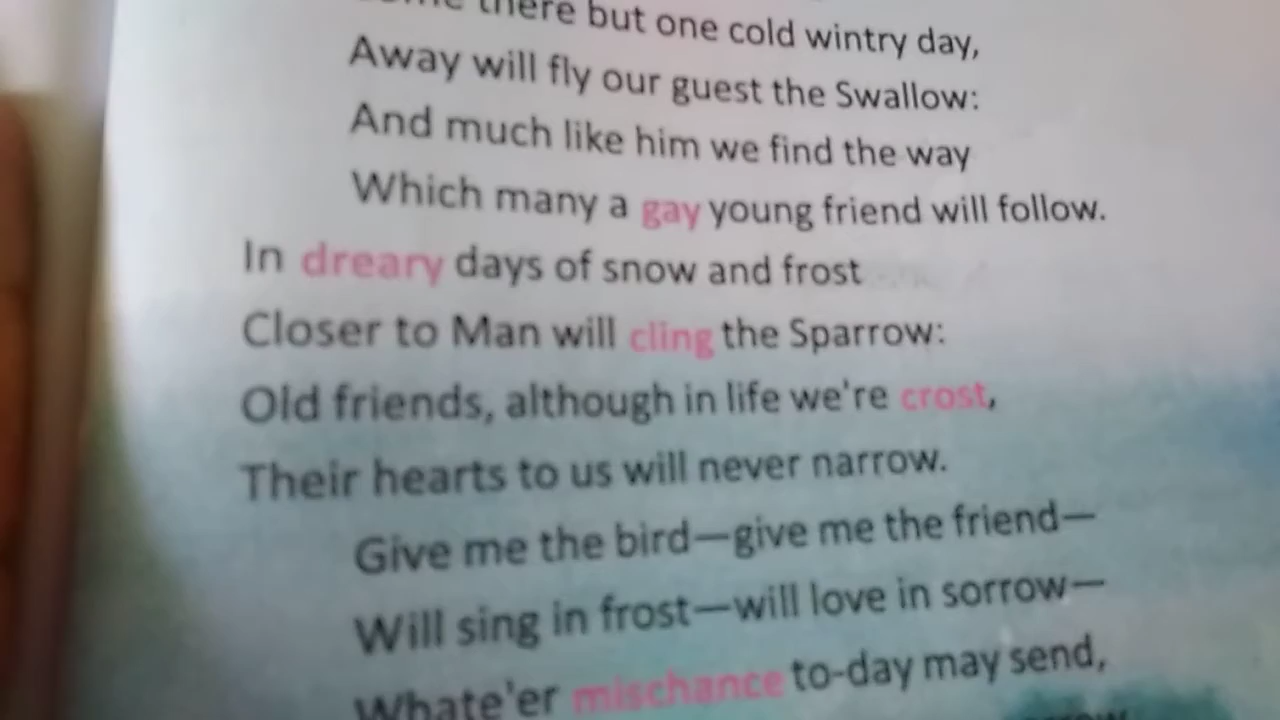 there but one cold wintry day,
Away will fly our guest the Swallow:
And much like him we find the way
Which many a gay young friend will follow.
In dreary days of snow and frost
Closer to Man will cling the Sparrow:
Old friends, although in life we're crost,
Their hearts to us will never narrow.
Give me the bird—give me the friend—
Will sing in frost—will love in sorrow—
Whate'er mischance to-day may send,